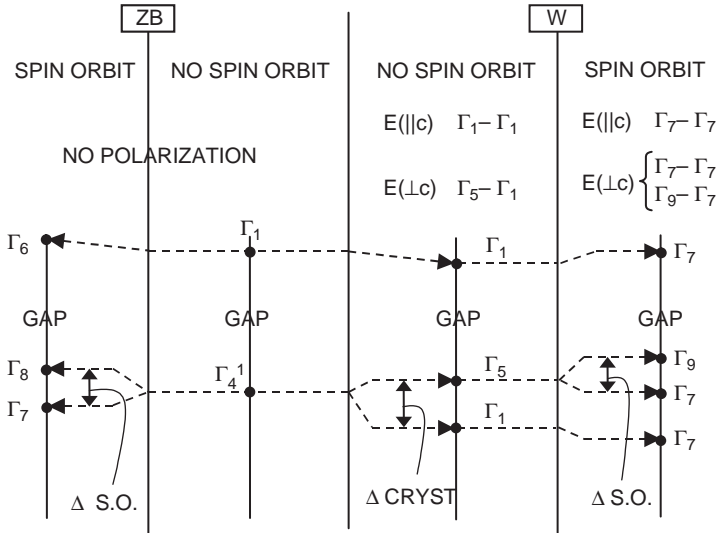 ZB W
SPIN ORBIT NO SPIN ORBIT NO SPIN ORBIT SPIN ORBIT
E(||c) Γ1– Γ1 E(||c) Γ7– Γ7
NO POLARIZATION
E(⊥c) Γ5– Γ1 E(⊥c) { Γ7– Γ7
Γ9– Γ7
Γ6 Γ1 Γ1 Γ7
GAP GAP GAP GAP
Γ8 Γ4¹ Γ5 Γ9
Γ7 Γ1 Γ7
Γ7
Δ S.O. Δ CRYST Δ S.O.